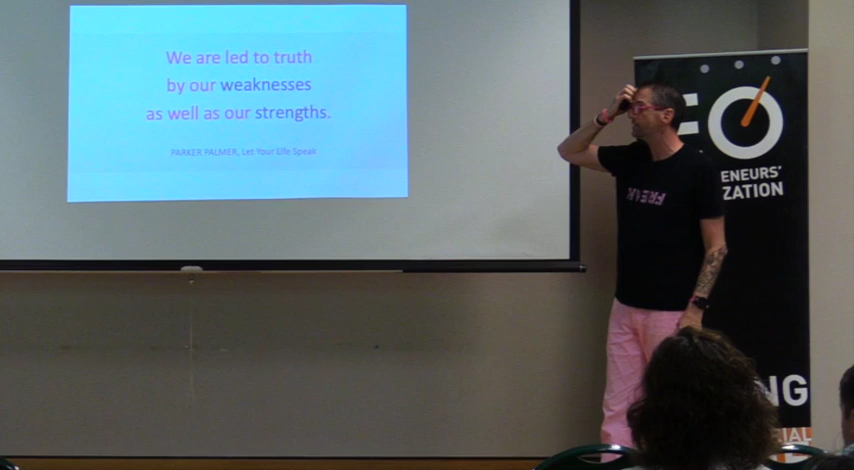 We are led to truth
by our weaknesses
as well as our strengths.
PARKER PALMER, Let Your Life Speak
EO
ENEURS'
ZATION
NG
IAL